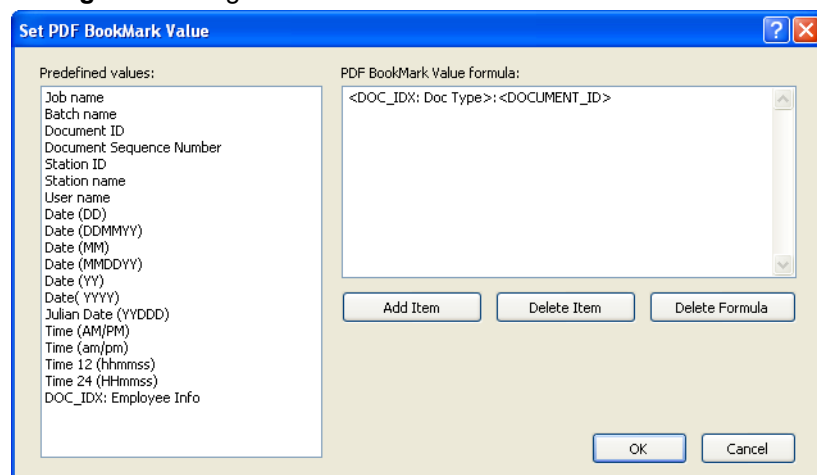 Set PDF BookMark Value
Predefined values:
Job name
Batch name
Document ID
Document Sequence Number
Station ID
Station name
User name
Date (DD)
Date (DDMMYY)
Date (MM)
Date (MMDDYY)
Date (YY)
Date( YYYY)
Julian Date (YYDDD)
Time (AM/PM)
Time (am/pm)
Time 12 (hhmmss)
Time 24 (HHmmss)
DOC_IDX: Employee Info
PDF BookMark Value formula:
<DOC_IDX: Doc Type>:<DOCUMENT_ID>
Add Item
Delete Item
Delete Formula
OK
Cancel